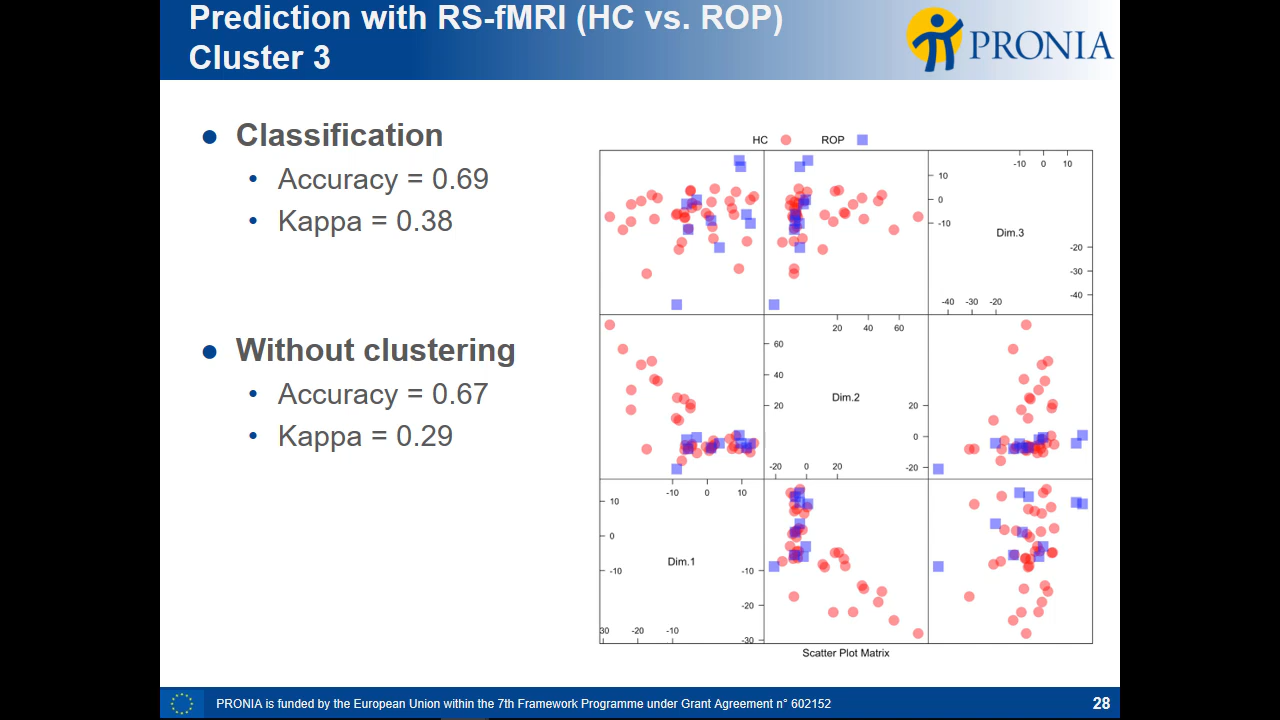 Prediction with RS-fMRI (HC vs. ROP)
Cluster 3
PRONIA
● Classification
• Accuracy = 0.69
• Kappa = 0.38
● Without clustering
• Accuracy = 0.67
• Kappa = 0.29
HC ROP
-10 0 10
10
0
-10
Dim.3
-20
-30
-40
-40 -30 -20
20 40 60
60
40
20
Dim.2
20
0
-20
-20 0 20
-10 0 10
10
0
-10
Dim.1
-10
-20
-30
30 -20 -10
Scatter Plot Matrix
PRONIA is funded by the European Union within the 7th Framework Programme under Grant Agreement n° 602152
28